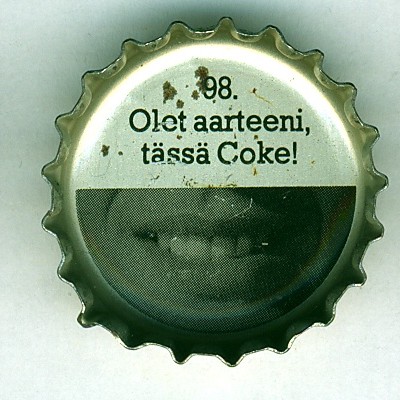 98.
Olet aarteeni,
tässä Coke!